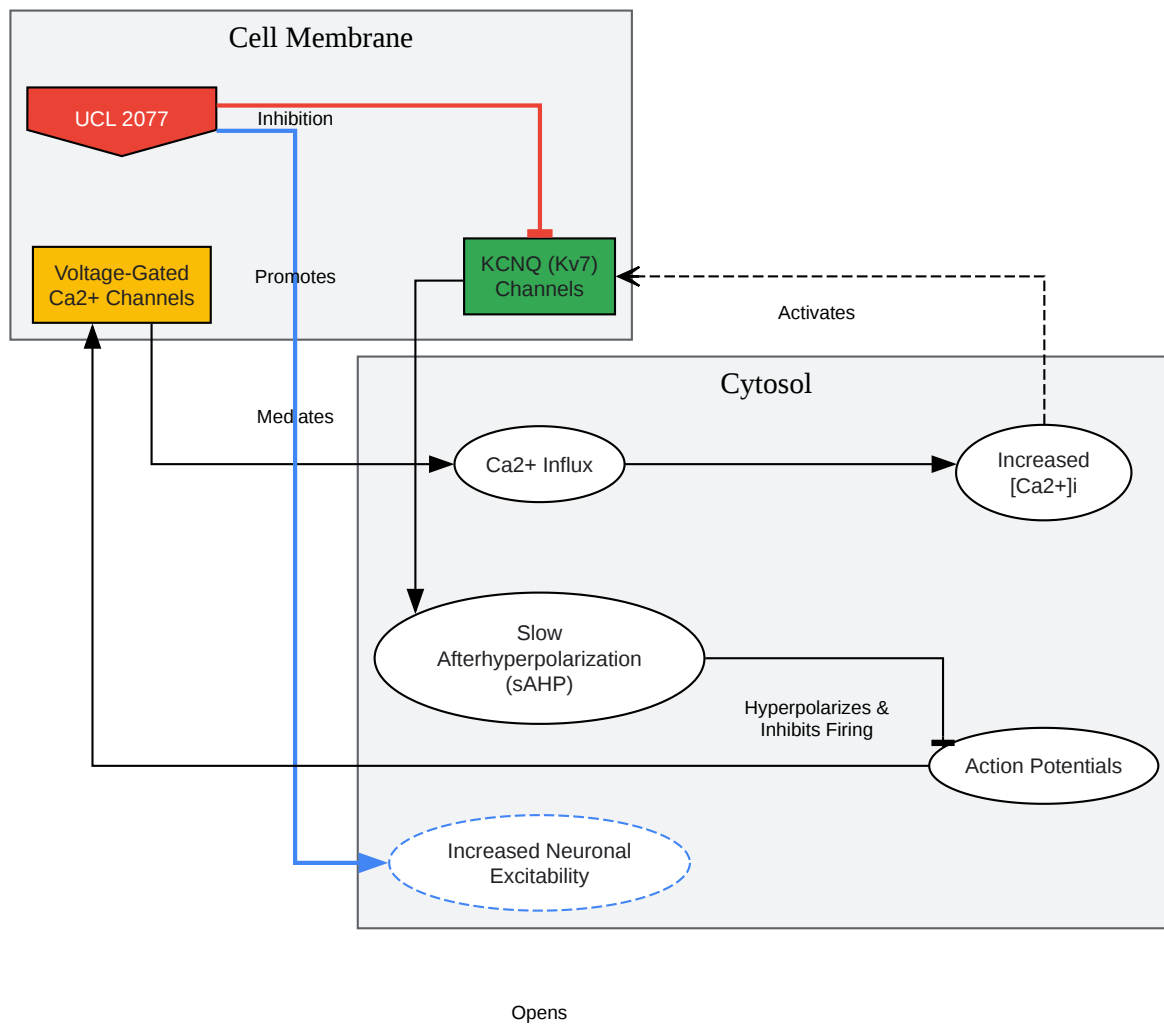 Cell Membrane
UCL 2077
Inhibition
Voltage-Gated
Ca2+ Channels
Promotes
KCNQ (Kv7)
Channels
Activates
Cytosol
Mediates
Ca2+ Influx
Increased
[Ca2+]i
Slow
Afterhyperpolarization
(sAHP)
Hyperpolarizes &
Inhibits Firing
Action Potentials
Increased Neuronal
Excitability
Opens